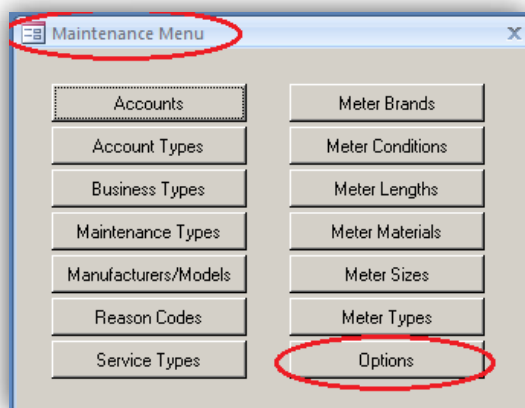 Maintenance Menu
Accounts
Account Types
Business Types
Maintenance Types
Manufacturers/Models
Reason Codes
Service Types
Meter Brands
Meter Conditions
Meter Lengths
Meter Materials
Meter Sizes
Meter Types
Options